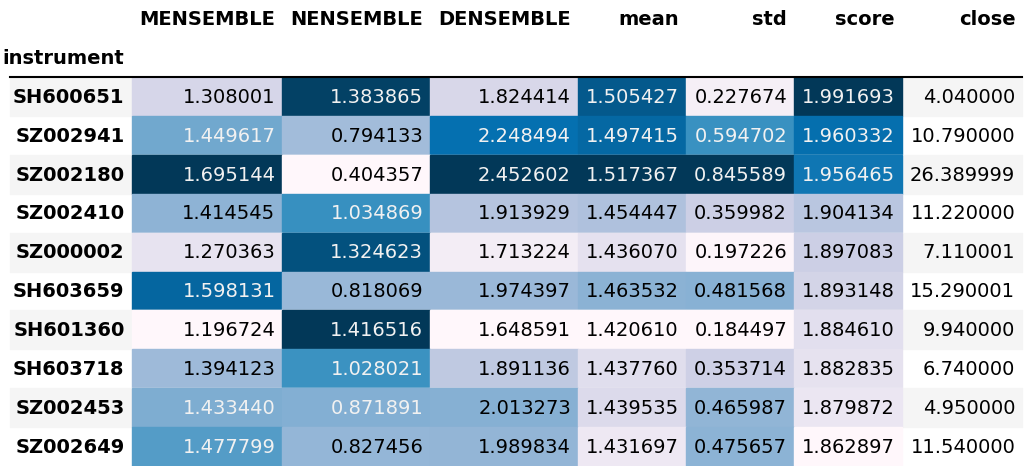 MENSEMBLE NENSEMBLE DENSEMBLE mean std score close
instrument
SH600651 1.308001 1.383865 1.824414 1.505427 0.227674 1.991693 4.040000
SZ002941 1.449617 0.794133 2.248494 1.497415 0.594702 1.960332 10.790000
SZ002180 1.695144 0.404357 2.452602 1.517367 0.845589 1.956465 26.389999
SZ002410 1.414545 1.034869 1.913929 1.454447 0.359982 1.904134 11.220000
SZ000002 1.270363 1.324623 1.713224 1.436070 0.197226 1.897083 7.110001
SH603659 1.598131 0.818069 1.974397 1.463532 0.481568 1.893148 15.290001
SH601360 1.196724 1.416516 1.648591 1.420610 0.184497 1.884610 9.940000
SH603718 1.394123 1.028021 1.891136 1.437760 0.353714 1.882835 6.740000
SZ002453 1.433440 0.871891 2.013273 1.439535 0.465987 1.879872 4.950000
SZ002649 1.477799 0.827456 1.989834 1.431697 0.475657 1.862897 11.540000